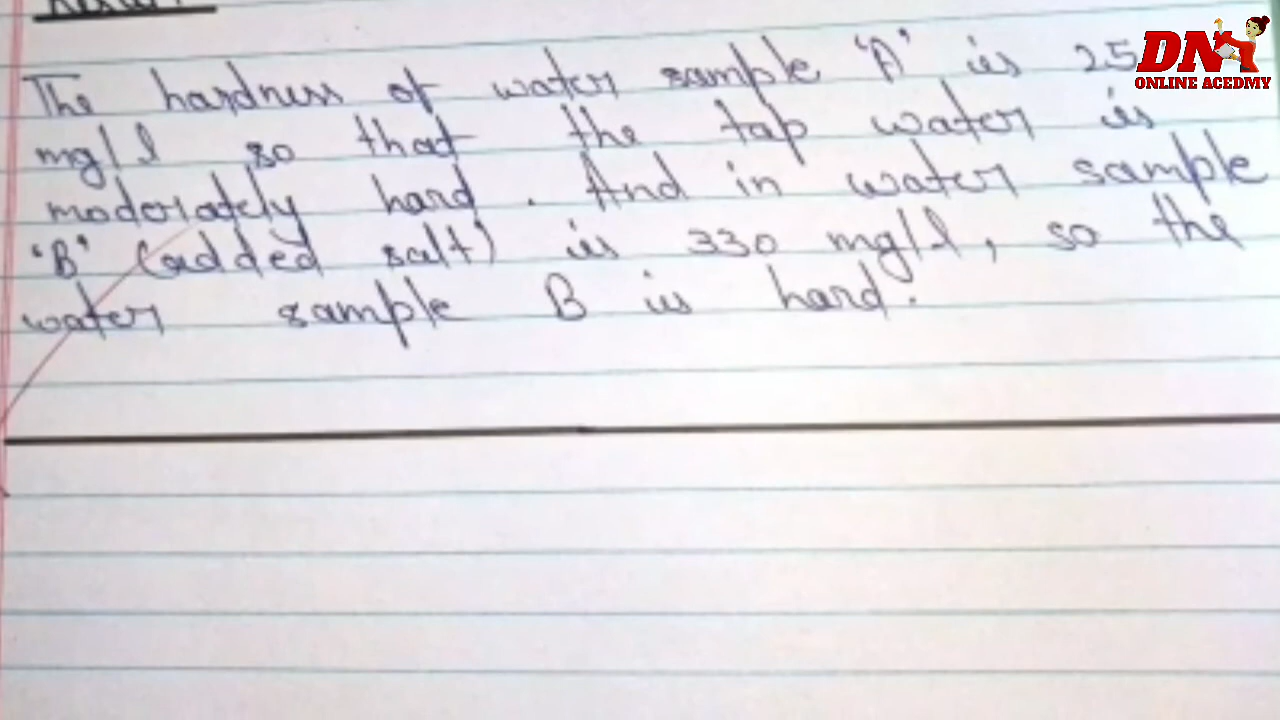 The hardness of water sample 'A' is 25
mg/l so that the tap water is
moderately hard. And in water sample
'B' (added salt) is 330 mg/l, so the
water sample B is hard.
DN
ONLINE ACEDMY